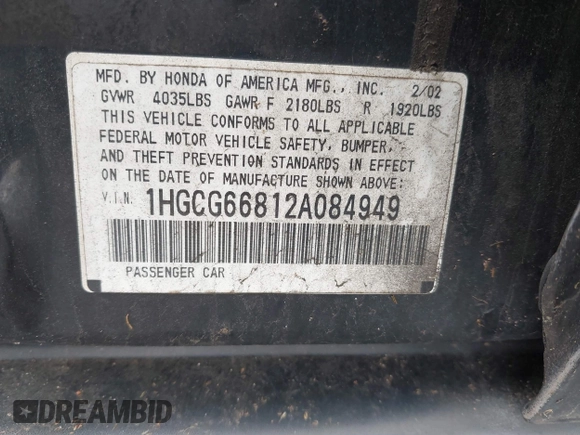 MFD. BY HONDA OF AMERICA MFG., INC. 2/02
GVWR 4035LBS GAWR F 2180LBS R 1920LBS
THIS VEHICLE CONFORMS TO ALL APPLICABLE
FEDERAL MOTOR VEHICLE SAFETY, BUMPER,
AND THEFT PREVENTION STANDARDS IN EFFECT
ON THE DATE OF MANUFACTURE SHOWN ABOVE:
V.I.N. 1HGCG66812A084949
PASSENGER CAR
DREAMBID